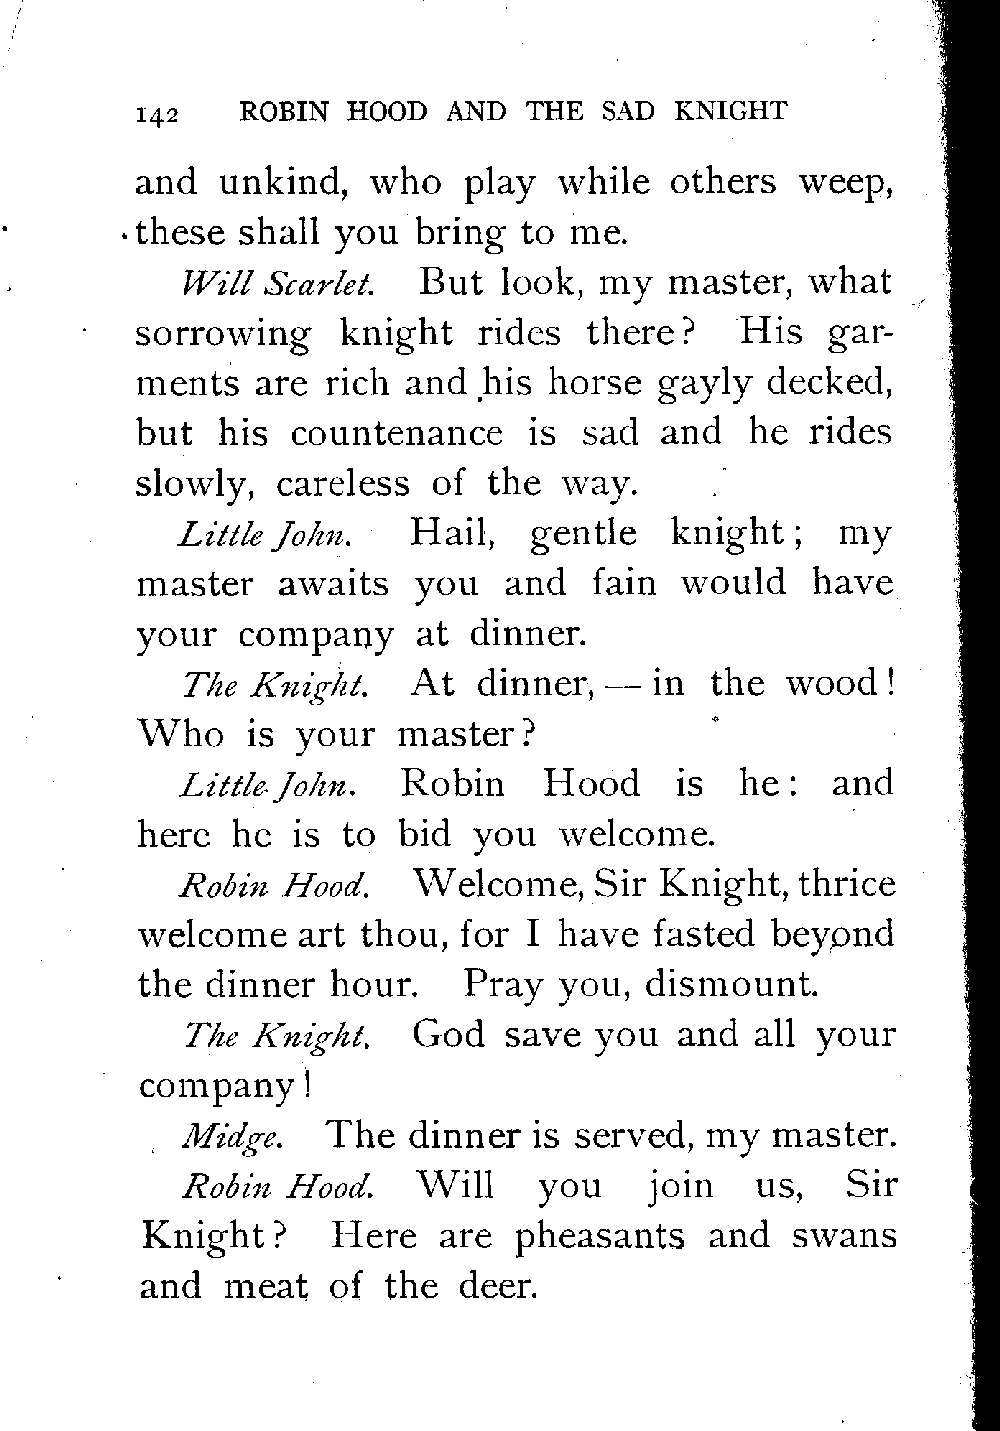 142 ROBIN HOOD AND THE SAD KNIGHT
and unkind, who play while others weep,
these shall you bring to me.
Will Scarlet. But look, my master, what
sorrowing knight rides there? His gar-
ments are rich and his horse gayly decked,
but his countenance is sad and he rides
slowly, careless of the way.
Little John. Hail, gentle knight; my
master awaits you and fain would have
your company at dinner.
The Knight. At dinner, — in the wood!
Who is your master?
Little John. Robin Hood is he: and
here he is to bid you welcome.
Robin Hood. Welcome, Sir Knight, thrice
welcome art thou, for I have fasted beyond
the dinner hour. Pray you, dismount.
The Knight. God save you and all your
company!
Midge. The dinner is served, my master.
Robin Hood. Will you join us, Sir
Knight? Here are pheasants and swans
and meat of the deer.